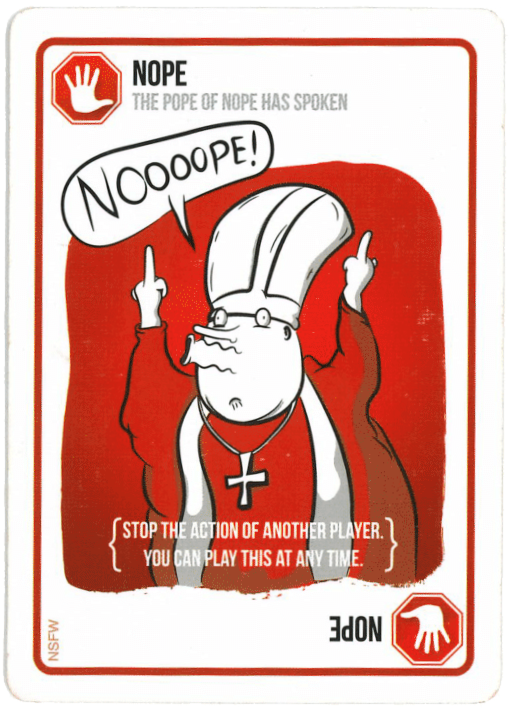 NOPE
THE POPE OF NOPE HAS SPOKEN
NOOOOPE!
{STOP THE ACTION OF ANOTHER PLAYER.
YOU CAN PLAY THIS AT ANY TIME.}
NOPE
NSFW